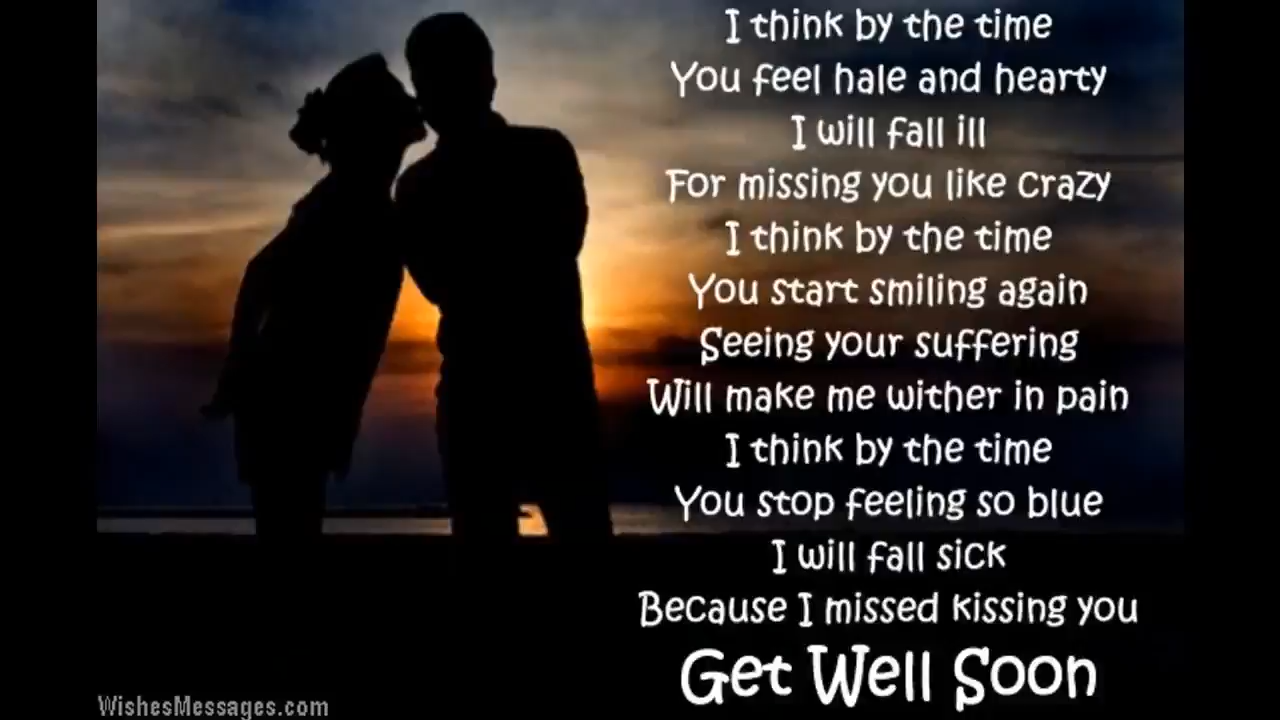 I think by the time
You feel hale and hearty
I will fall ill
For missing you like crazy
I think by the time
You start smiling again
Seeing your suffering
Will make me wither in pain
I think by the time
You stop feeling so blue
I will fall sick
Because I missed kissing you
Get Well Soon
WishesMessages.com